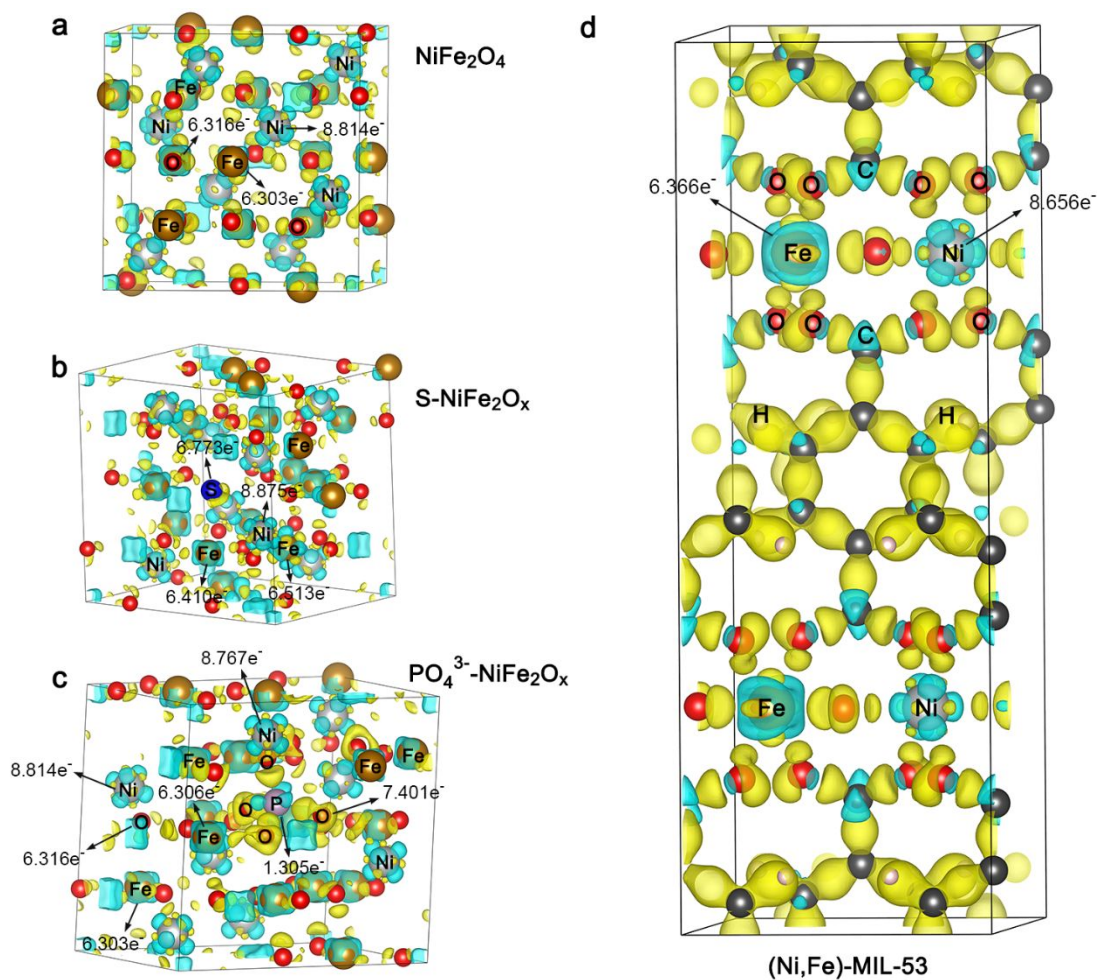 a
NiFe₂O₄
Ni
Fe
Ni
6.316e⁻
Ni
8.814e⁻
O
Fe
6.303e⁻
Ni
Fe
O
b
S-NiFe₂Oₓ
6.773e⁻
Fe
S
8.875e⁻
Ni
Ni
Fe
Fe
6.410e⁻
6.513e⁻
c
8.767e⁻
PO₄³⁻-NiFe₂Oₓ
Ni
Fe
O
Fe
Fe
8.814e⁻
Ni
6.306e⁻
P
7.401e⁻
O
O
O
Fe
O
6.316e⁻
Ni
1.305e⁻
Fe
6.303e⁻
d
O
O
C
O
O
6.366e⁻
8.656e⁻
Fe
Ni
O
O
C
O
H
H
Fe
Ni
(Ni,Fe)-MIL-53